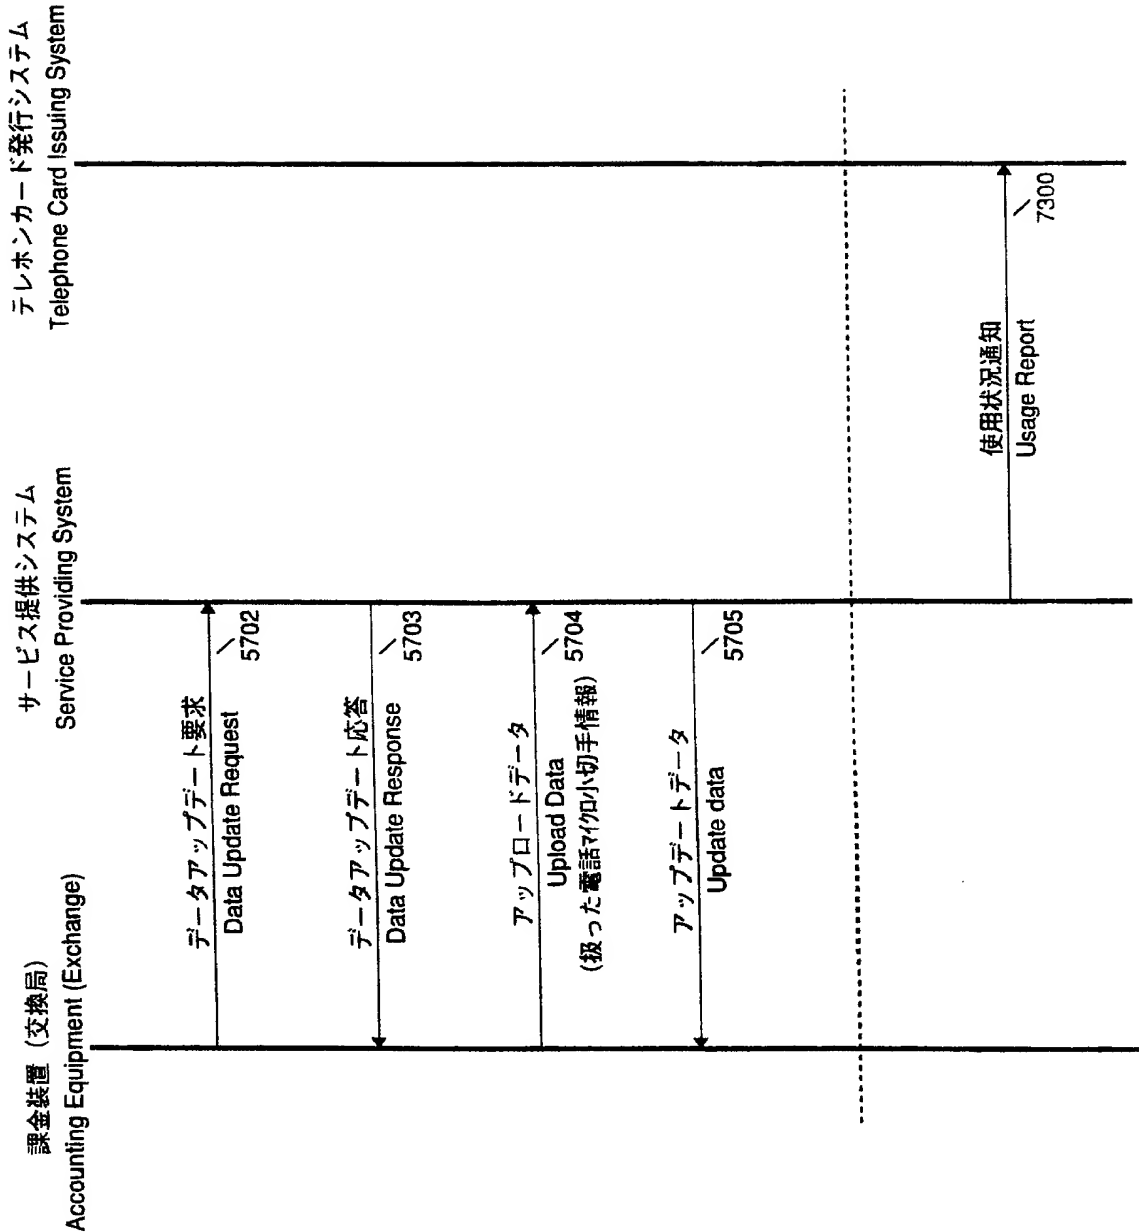 課金装置 (交換局)
Accounting Equipment (Exchange)
サービス提供システム
Service Providing System
テレホンカード発行システム
Telephone Card Issuing System
データアップデート要求
Data Update Request
5702
データアップデート応答
Data Update Response
5703
アップロードデータ
Upload Data
(扱った電話マイクロ小切手情報)
5704
アップデートデータ
Update data
5705
使用状況通知
Usage Report
7300